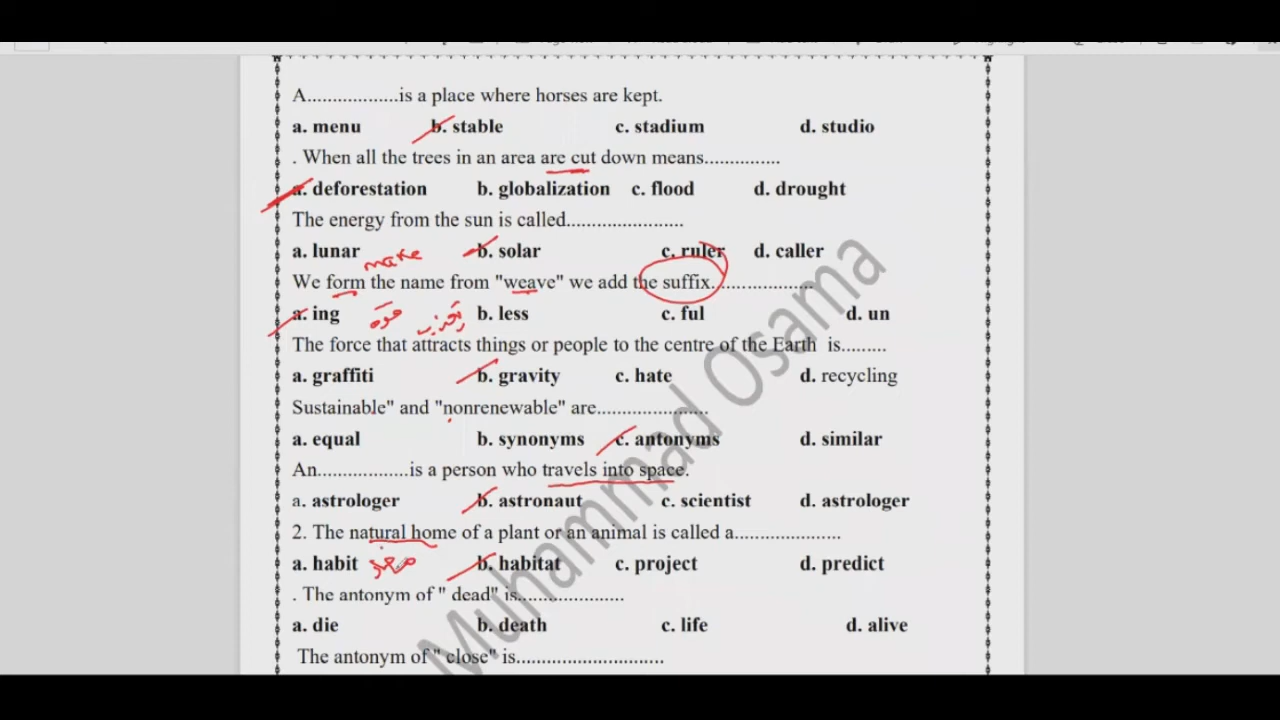 A..................is a place where horses are kept.
a. menu b. stable c. stadium d. studio
. When all the trees in an area are cut down means...............
a. deforestation b. globalization c. flood d. drought
The energy from the sun is called.......................
a. lunar b. solar c. ruler d. caller
make
We form the name from "weave" we add the suffix...................
a. ing b. less c. ful d. un
The force that attracts things or people to the centre of the Earth is.........
a. graffiti b. gravity c. hate d. recycling
Sustainable" and "nonrenewable" are......................
a. equal b. synonyms c. antonyms d. similar
An..................is a person who travels into space.
a. astrologer b. astronaut c. scientist d. astrologer
2. The natural home of a plant or an animal is called a.....................
a. habit b. habitat c. project d. predict
. The antonym of " dead" is.....................
a. die b. death c. life d. alive
The antonym of " close" is.............................
Muhammad Osama